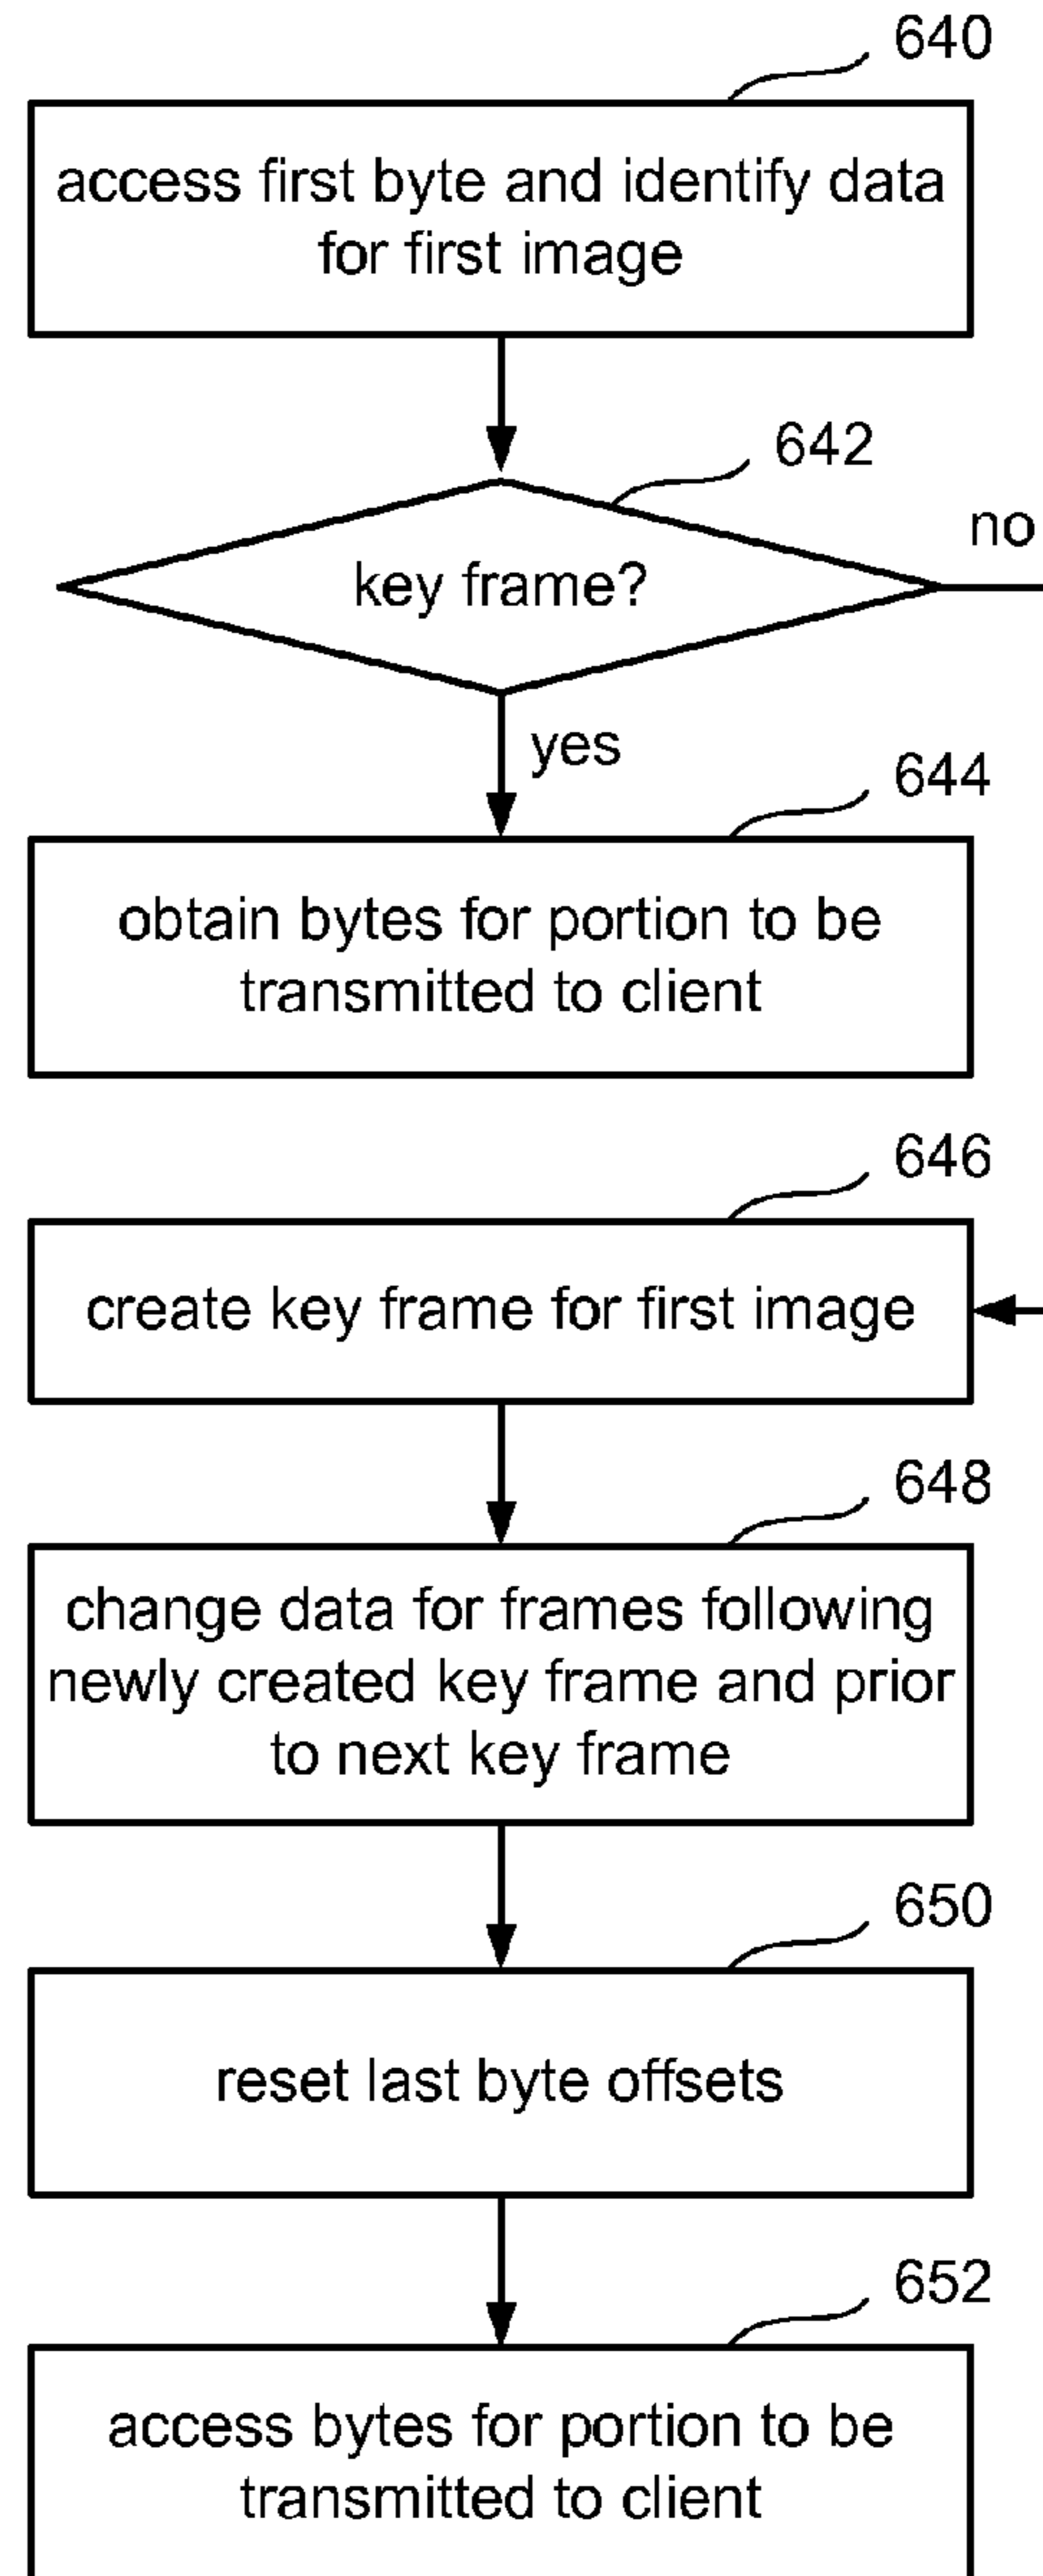 640
access first byte and identify data
for first image
642
key frame?
no
yes
644
obtain bytes for portion to be
transmitted to client
646
create key frame for first image
648
change data for frames following
newly created key frame and prior
to next key frame
650
reset last byte offsets
652
access bytes for portion to be
transmitted to client